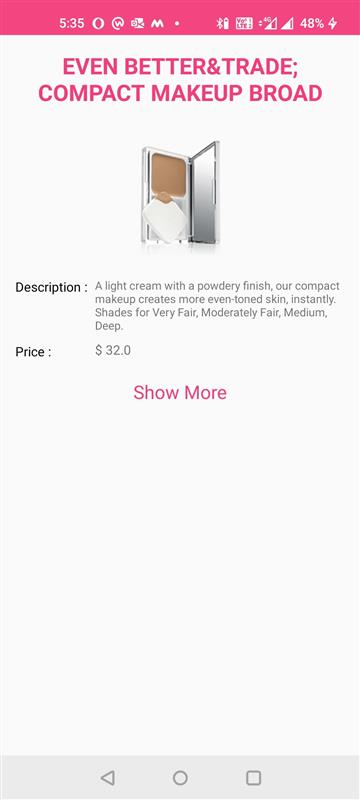 5:35 48%
EVEN BETTER&TRADE;
COMPACT MAKEUP BROAD
Description : A light cream with a powdery finish, our compact
makeup creates more even-toned skin, instantly.
Shades for Very Fair, Moderately Fair, Medium,
Deep.
Price : $ 32.0
Show More